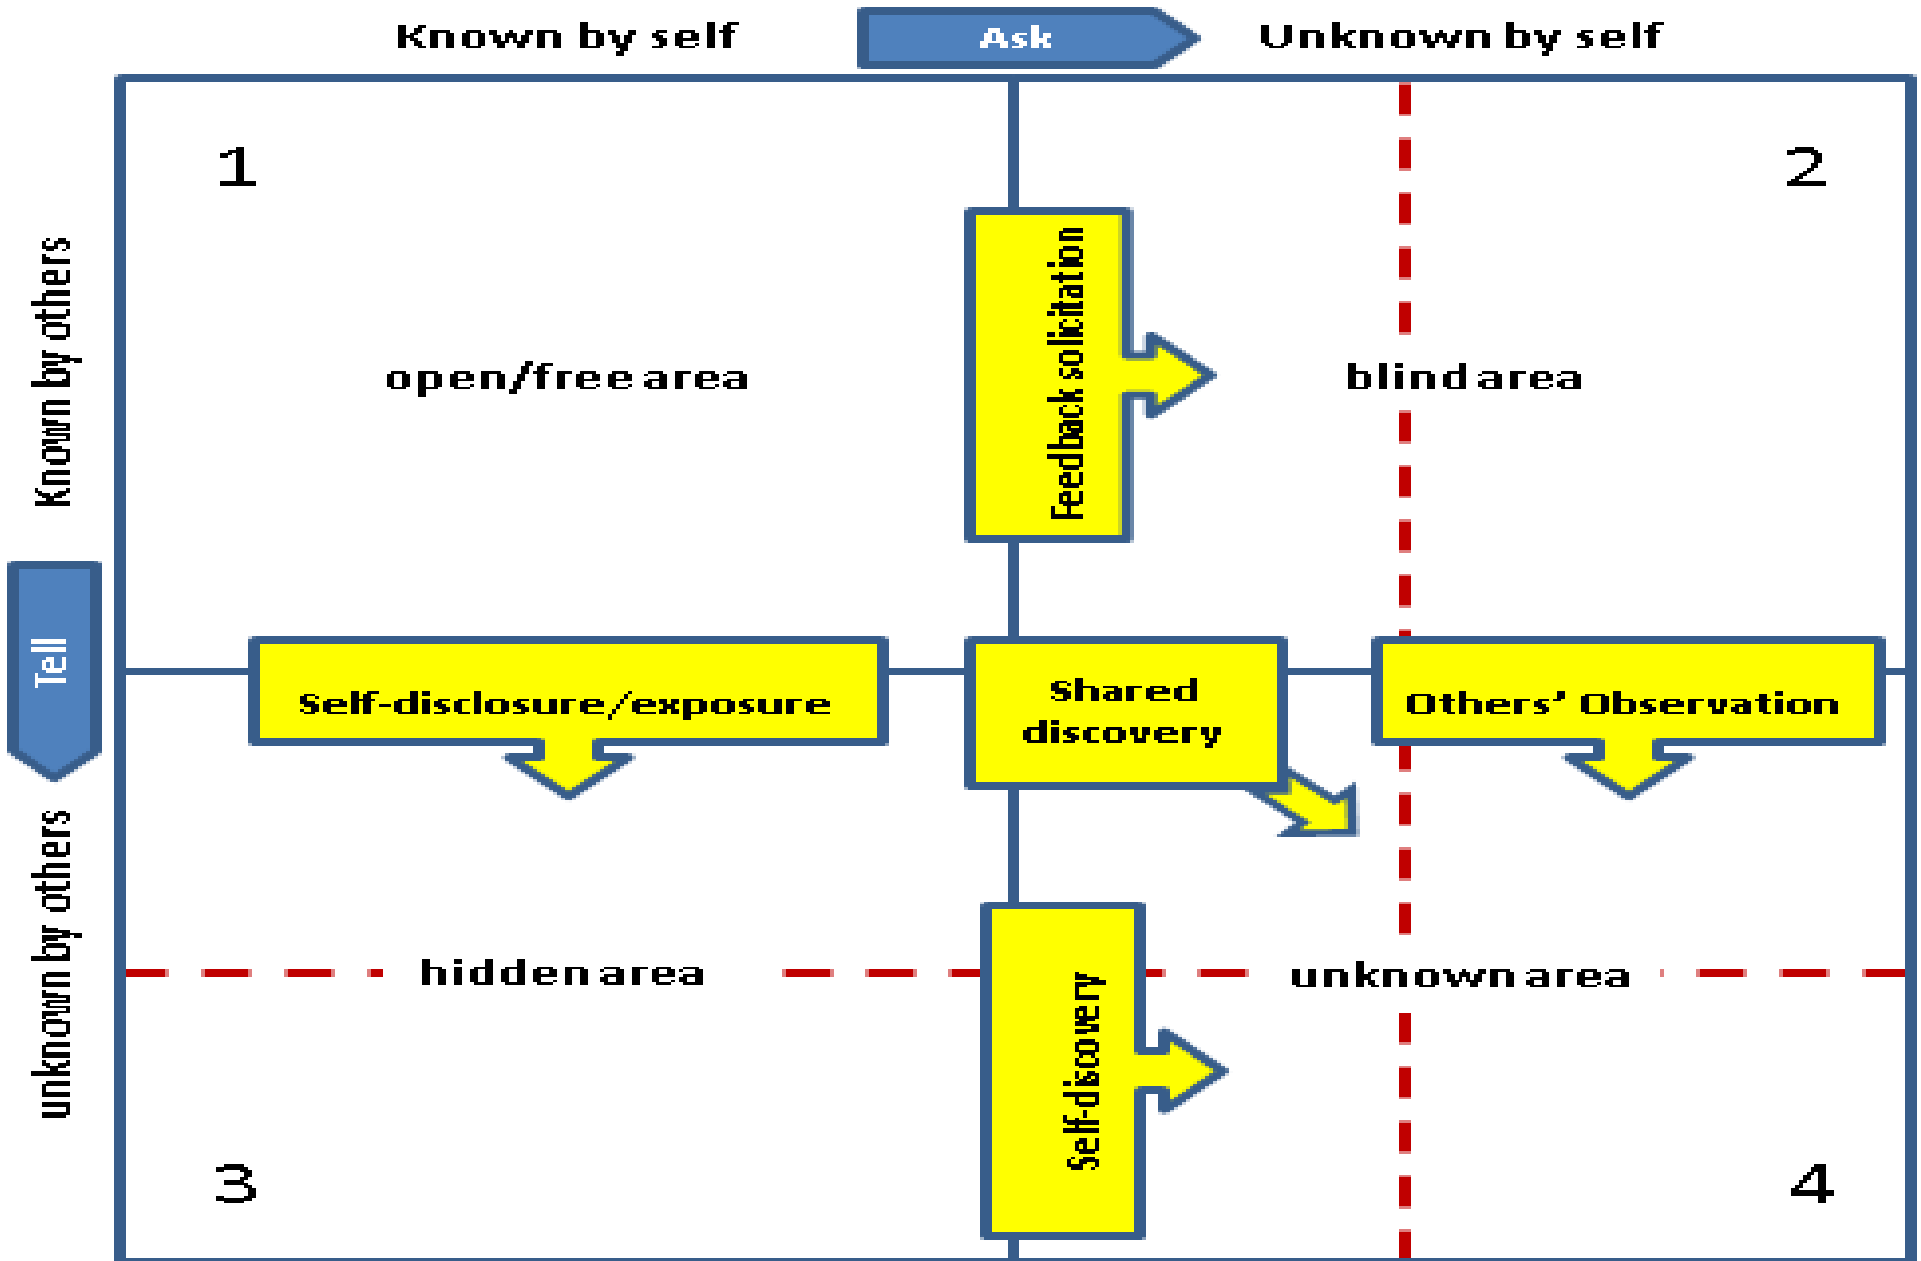 Known by self
Ask
Unknown by self
1
2
Known by others
Feedback solicitation
open/free area
blind area
Tell
Self-disclosure/exposure
Shared
discovery
Others' Observation
unknown by others
hidden area
Self-discovery
unknown area
3
4